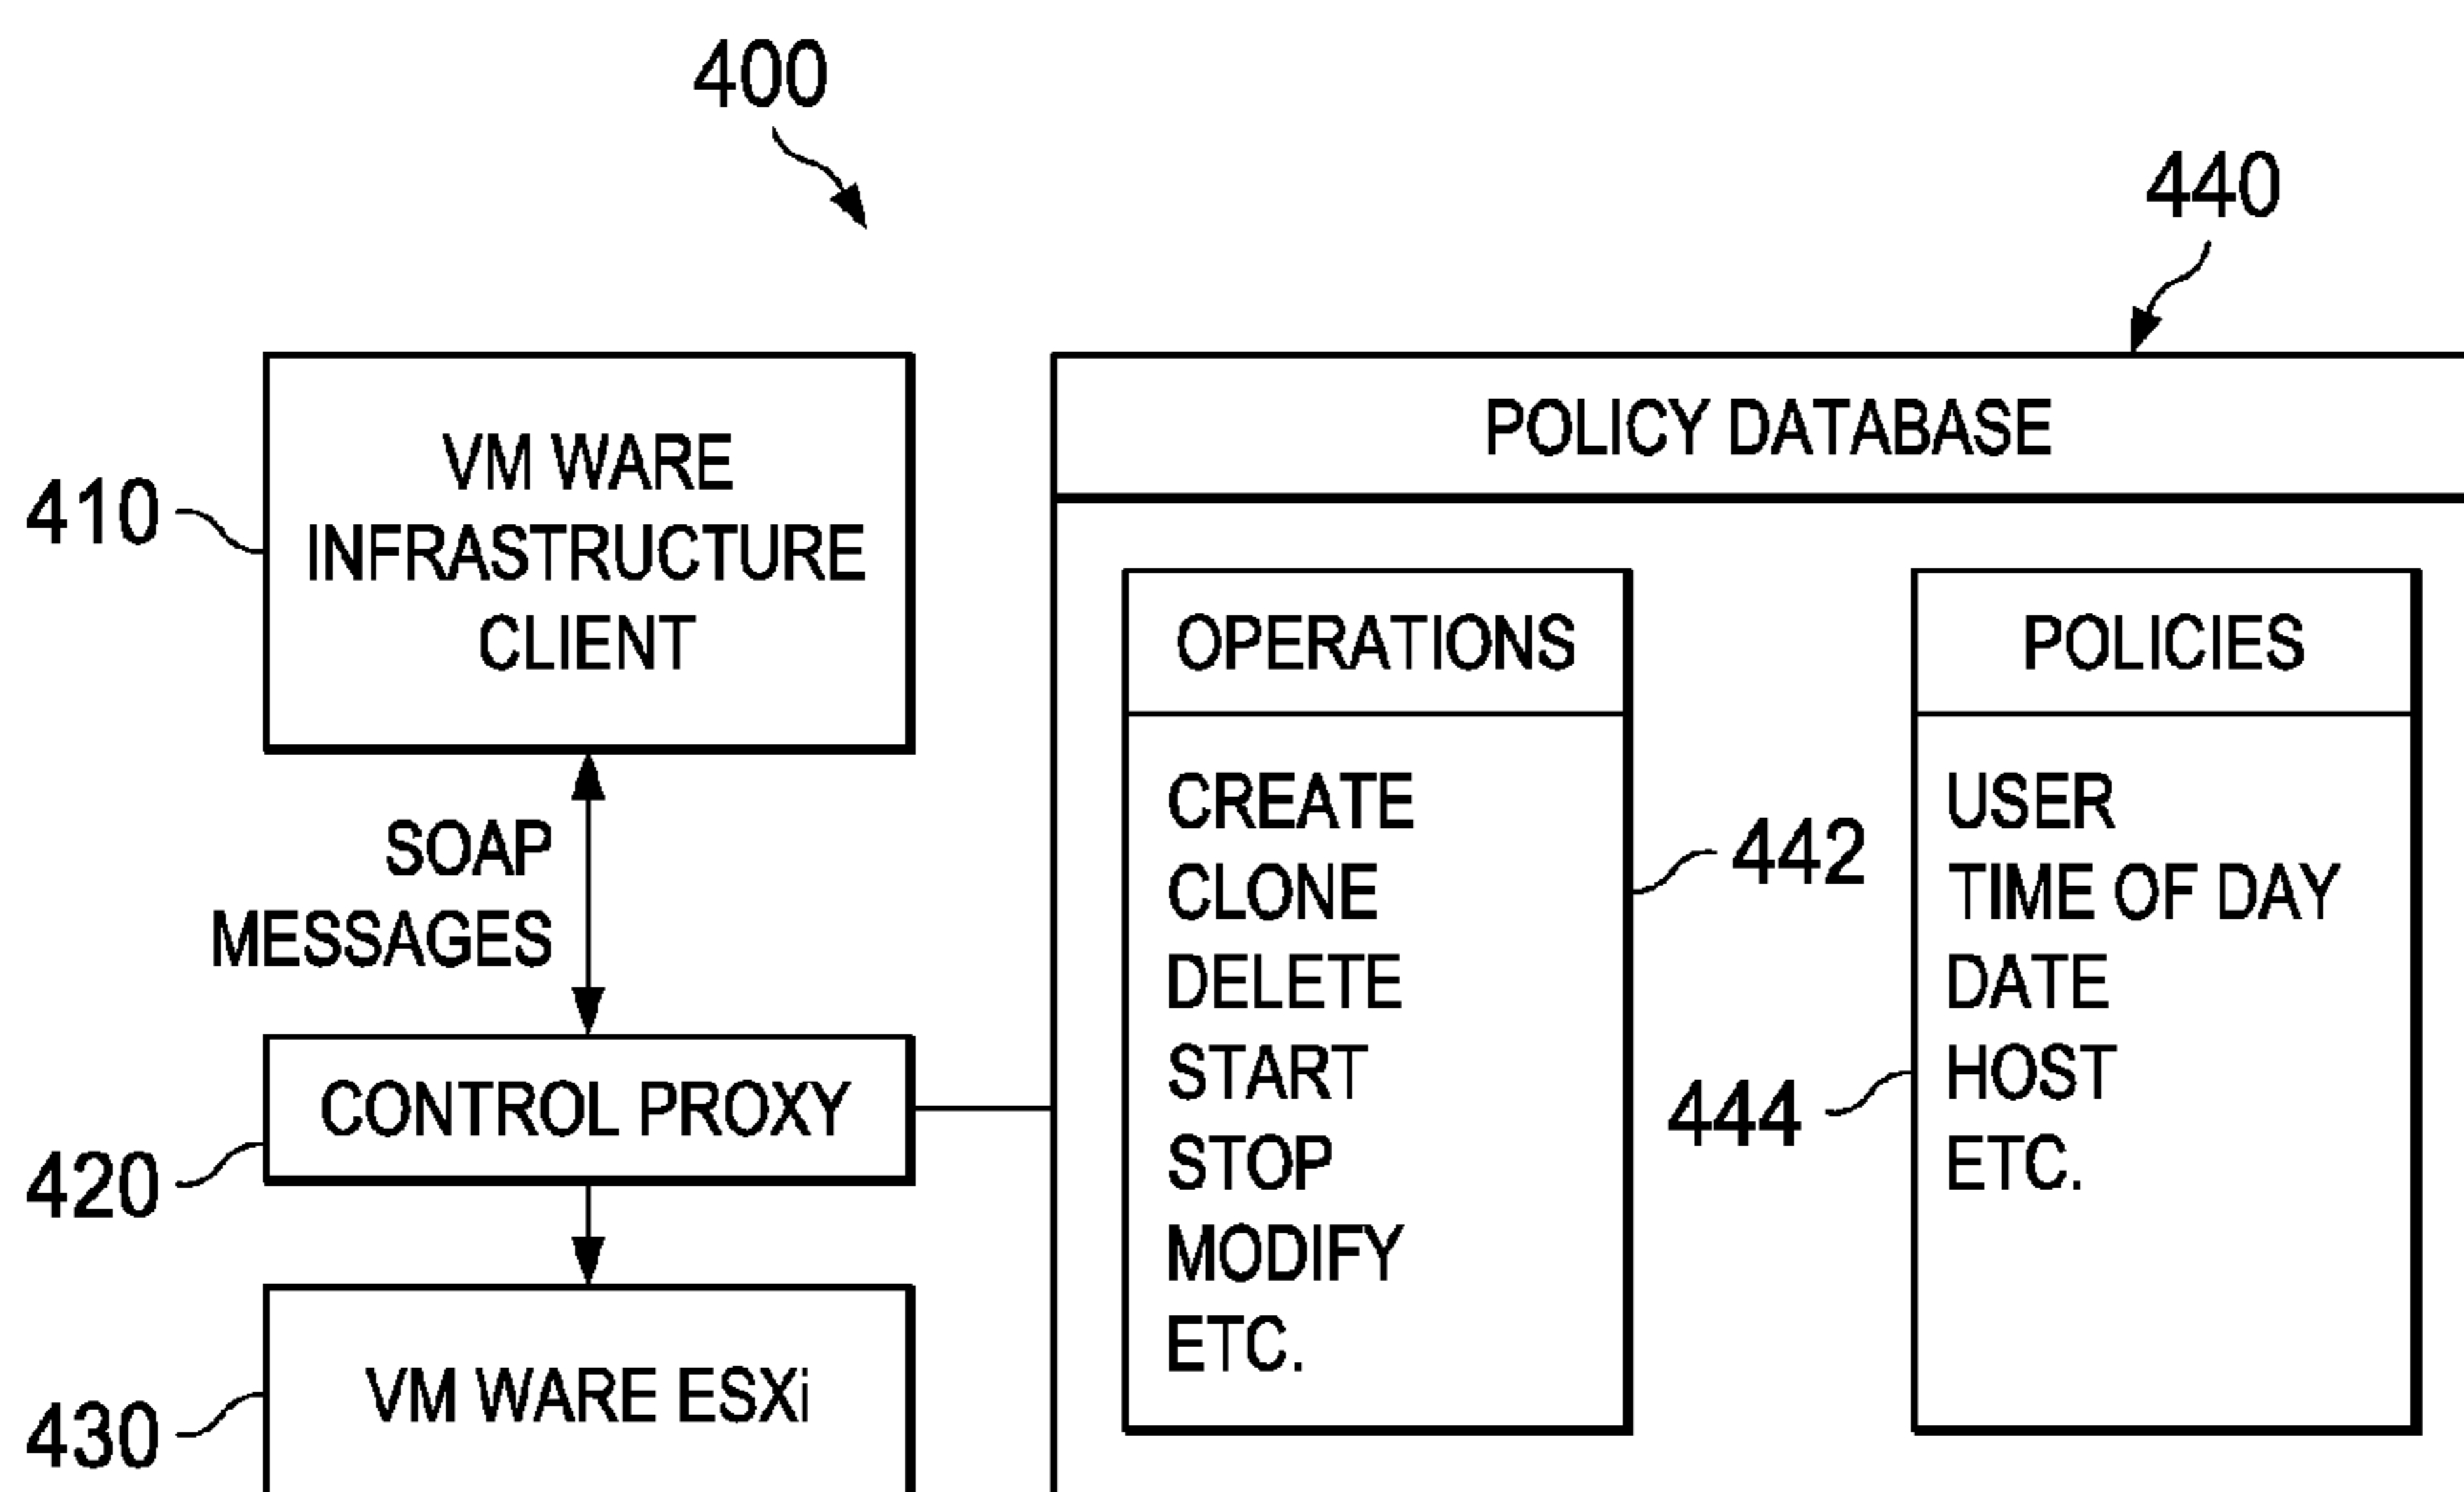 400
440
410
VM WARE
INFRASTRUCTURE
CLIENT
SOAP
MESSAGES
CONTROL PROXY
420
VM WARE ESXi
430
POLICY DATABASE
OPERATIONS
CREATE
CLONE
DELETE
START
STOP
MODIFY
ETC.
442
POLICIES
USER
TIME OF DAY
DATE
HOST
ETC.
444